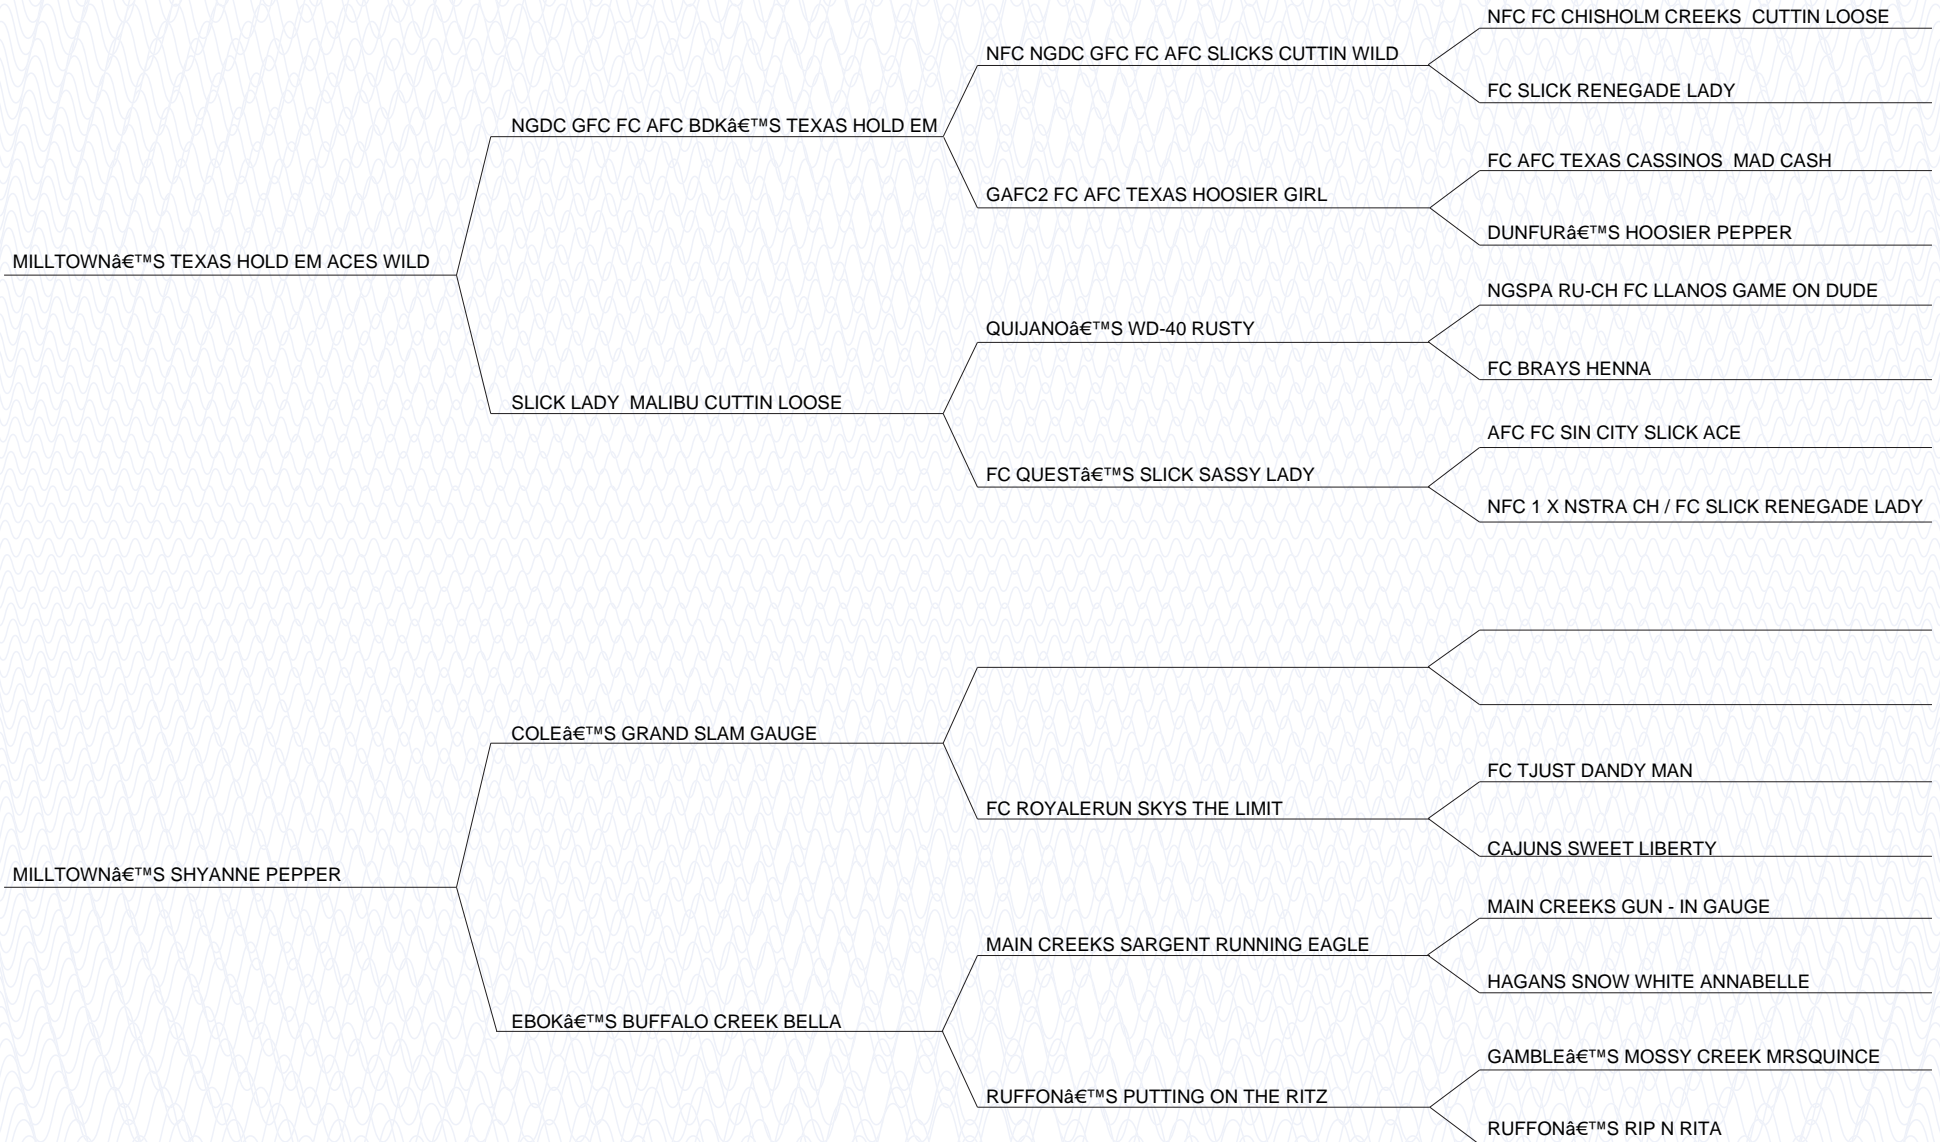 NFC FC CHISHOLM CREEKS  CUTTIN LOOSE
NFC NGDC GFC FC AFC SLICKS CUTTIN WILD
FC SLICK RENEGADE LADY
NGDC GFC FC AFC BDKâ€™S TEXAS HOLD EM
FC AFC TEXAS CASSINOS  MAD CASH
GAFC2 FC AFC TEXAS HOOSIER GIRL
DUNFURâ€™S HOOSIER PEPPER
MILLTOWNâ€™S TEXAS HOLD EM ACES WILD
NGSPA RU-CH FC LLANOS GAME ON DUDE
QUIJANOâ€™S WD-40 RUSTY
FC BRAYS HENNA
SLICK LADY  MALIBU CUTTIN LOOSE
AFC FC SIN CITY SLICK ACE
FC QUESTâ€™S SLICK SASSY LADY
NFC 1 X NSTRA CH / FC SLICK RENEGADE LADY
COLEâ€™S GRAND SLAM GAUGE
FC TJUST DANDY MAN
FC ROYALERUN SKYS THE LIMIT
CAJUNS SWEET LIBERTY
MILLTOWNâ€™S SHYANNE PEPPER
MAIN CREEKS GUN - IN GAUGE
MAIN CREEKS SARGENT RUNNING EAGLE
HAGANS SNOW WHITE ANNABELLE
EBOKâ€™S BUFFALO CREEK BELLA
GAMBLEâ€™S MOSSY CREEK MRSQUINCE
RUFFONâ€™S PUTTING ON THE RITZ
RUFFONâ€™S RIP N RITA